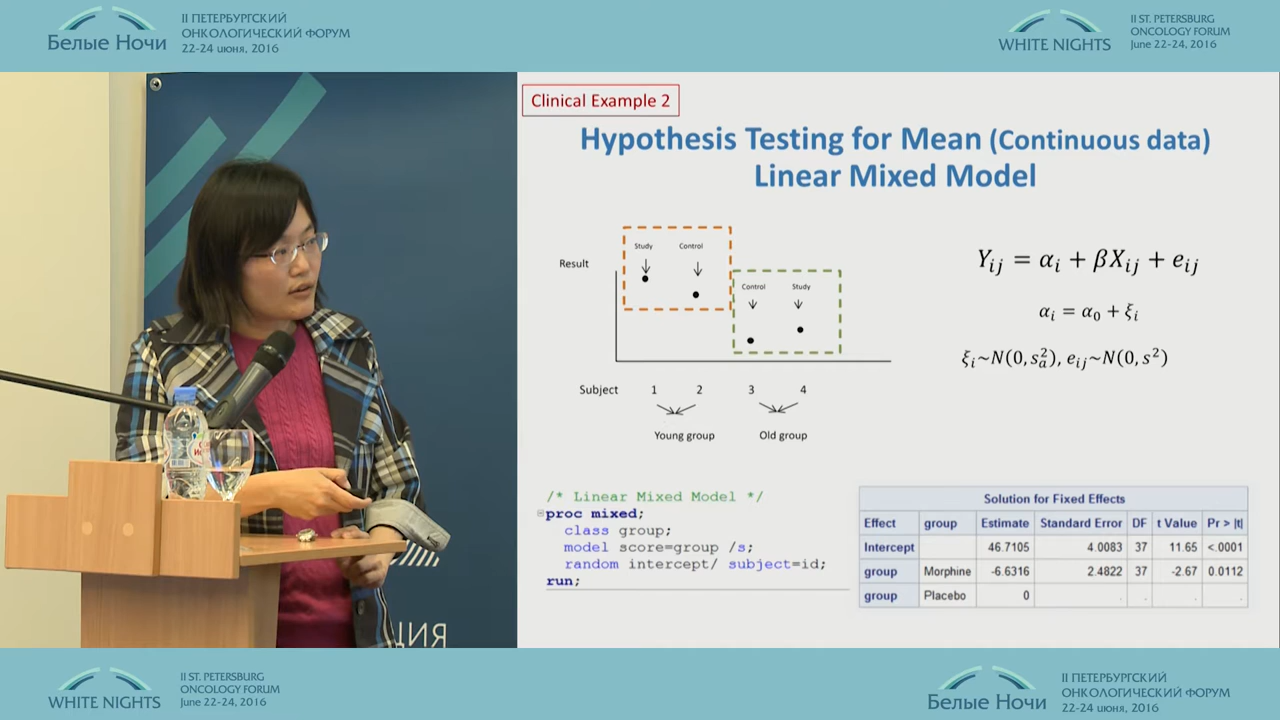 II ПЕТЕРБУРГСКИЙ
ОНКОЛОГИЧЕСКИЙ ФОРУМ
22-24 июня, 2016
Белые Ночи
II ST. PETERSBURG
ONCOLOGY FORUM
June 22-24, 2016
WHITE NIGHTS
Clinical Example 2
Hypothesis Testing for Mean (Continuous data)
Linear Mixed Model
Study Control
Result
Control Study
Subject 1 2 3 4
Young group Old group
Yᵢⱼ = αᵢ + βXᵢⱼ + eᵢⱼ
αᵢ = α₀ + ξᵢ
ξᵢ~N(0, sₐ²), eᵢⱼ~N(0, s²)
/* Linear Mixed Model */
proc mixed;
class group;
model score=group /s;
random intercept/ subject=id;
run;
Solution for Fixed Effects
Effect group Estimate Standard Error DF t Value Pr > |t|
Intercept 46.7105 4.0083 37 11.65 <.0001
group Morphine -6.6316 2.4822 37 -2.67 0.0112
group Placebo 0 . . . .
WHITE NIGHTS
II ST. PETERSBURG
ONCOLOGY FORUM
June 22-24, 2016
Белые Ночи
II ПЕТЕРБУРГСКИЙ
ОНКОЛОГИЧЕСКИЙ ФОРУМ
22-24 июня, 2016